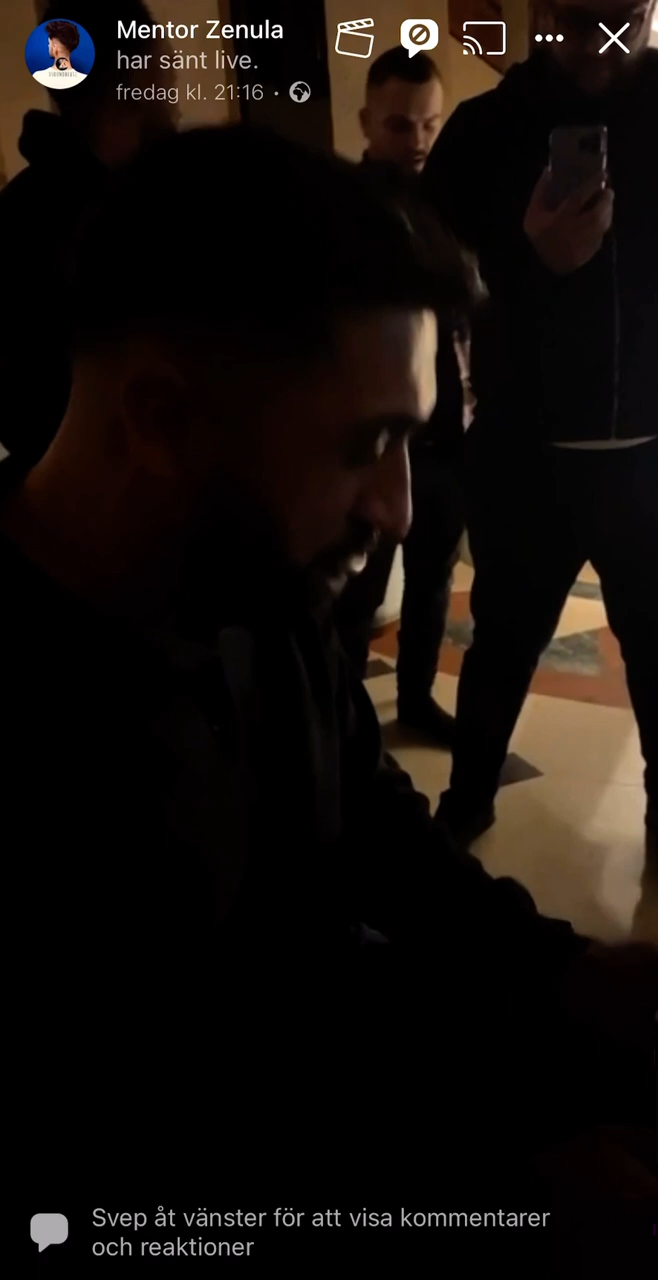 Mentor Zenula
har sänt live.
fredag kl. 21:16 ·
Svep åt vänster för att visa kommentarer
och reaktioner